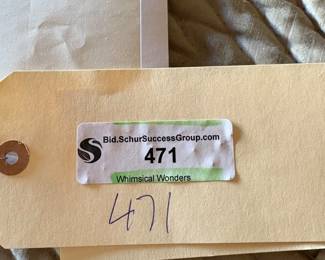 Bid.SchurSuccessGroup.com
471
Whimsical Wonders
471